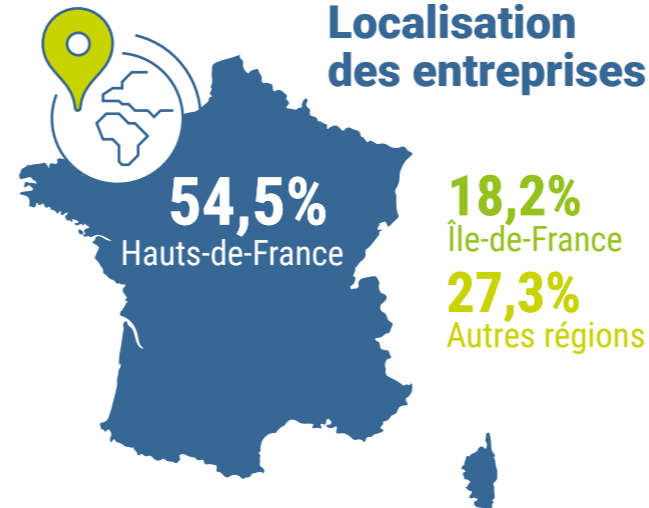 Localisation
des entreprises
54,5%
Hauts-de-France
18,2%
Île-de-France
27,3%
Autres régions